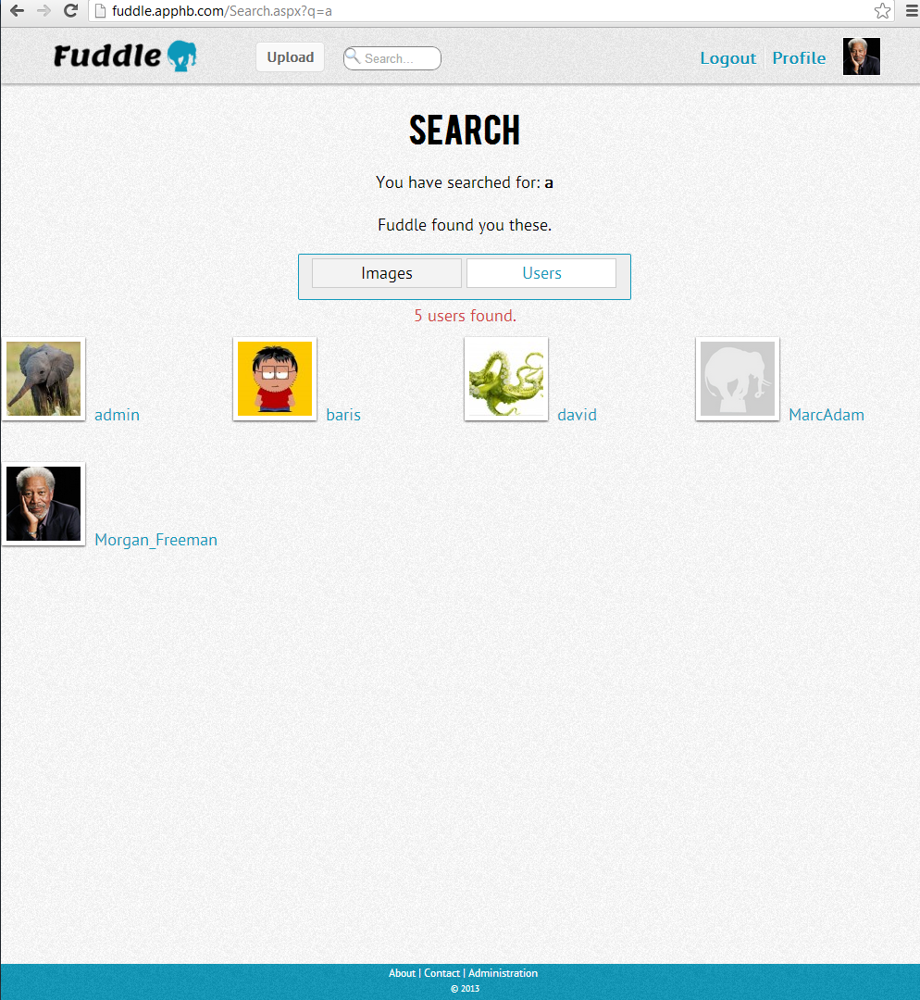 fuddle.apphb.com/Search.aspx?q=a
Fuddle Upload Search... Logout Profile
SEARCH
You have searched for: a
Fuddle found you these.
Images Users
5 users found.
admin baris david MarcAdam
Morgan_Freeman
About | Contact | Administration
© 2013